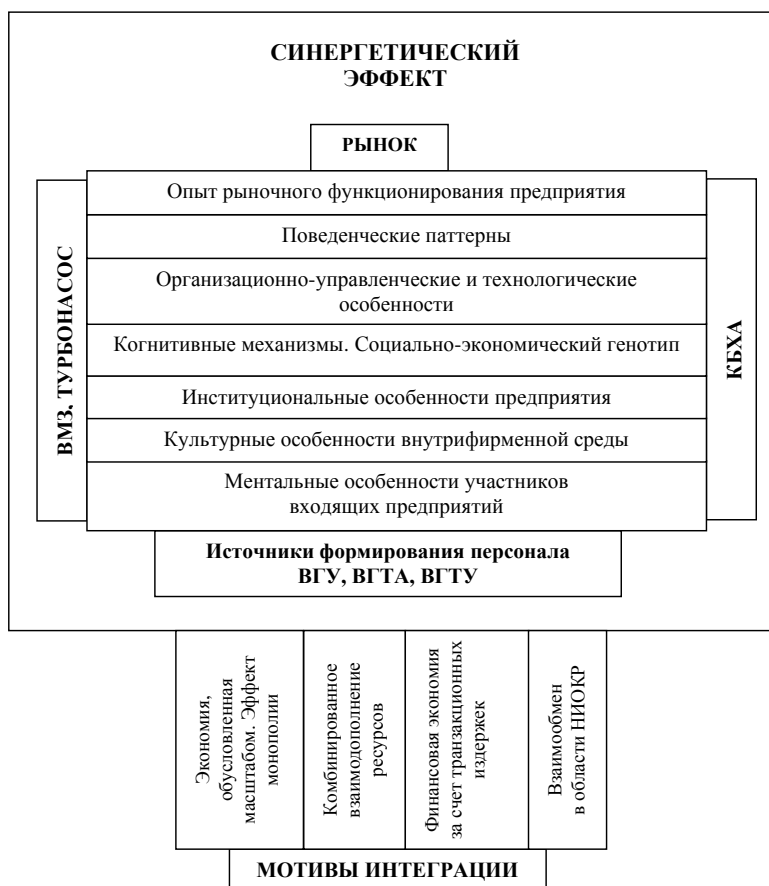 СИНЕРГЕТИЧЕСКИЙ
ЭФФЕКТ
РЫНОК
ВМЗ. ТУРБОНАСОС
Опыт рыночного функционирования предприятия
Поведенческие паттерны
Организационно-управленческие и технологические
особенности
Когнитивные механизмы. Социально-экономический генотип
Институциональные особенности предприятия
Культурные особенности внутрифирменной среды
Ментальные особенности участников
входящих предприятий
КБХА
Источники формирования персонала
ВГУ, ВГТА, ВГТУ
Экономия,
обусловленная
масштабом. Эффект
монополии
Комбинированное
взаимодополнение
ресурсов
Финансовая экономия
за счет транзакционных
издержек
Взаимообмен
в области НИОКР
МОТИВЫ ИНТЕГРАЦИИ